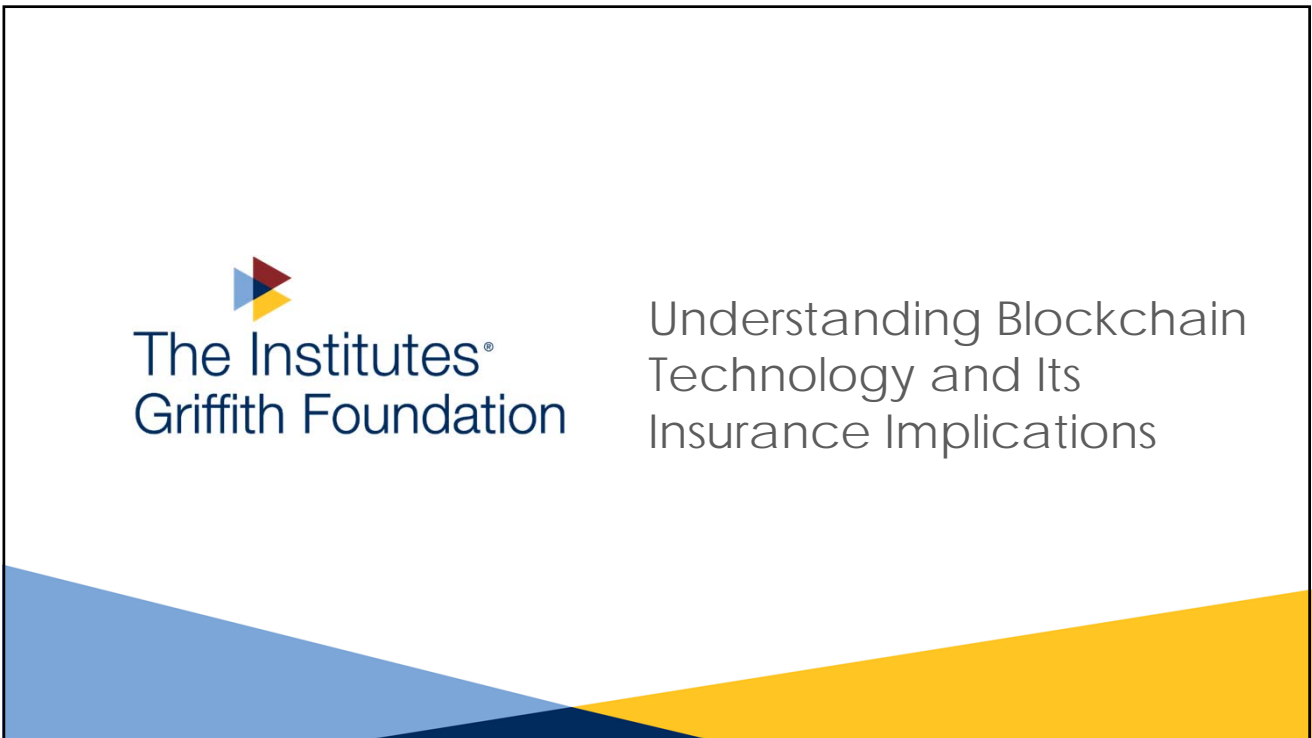 The Institutes®
Griffith Foundation
Understanding Blockchain
Technology and Its
Insurance Implications